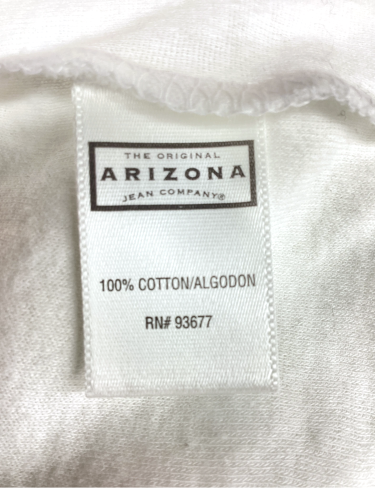 THE ORIGINAL
ARIZONA
JEAN COMPANY®
100% COTTON/ALGODON
RN# 93677